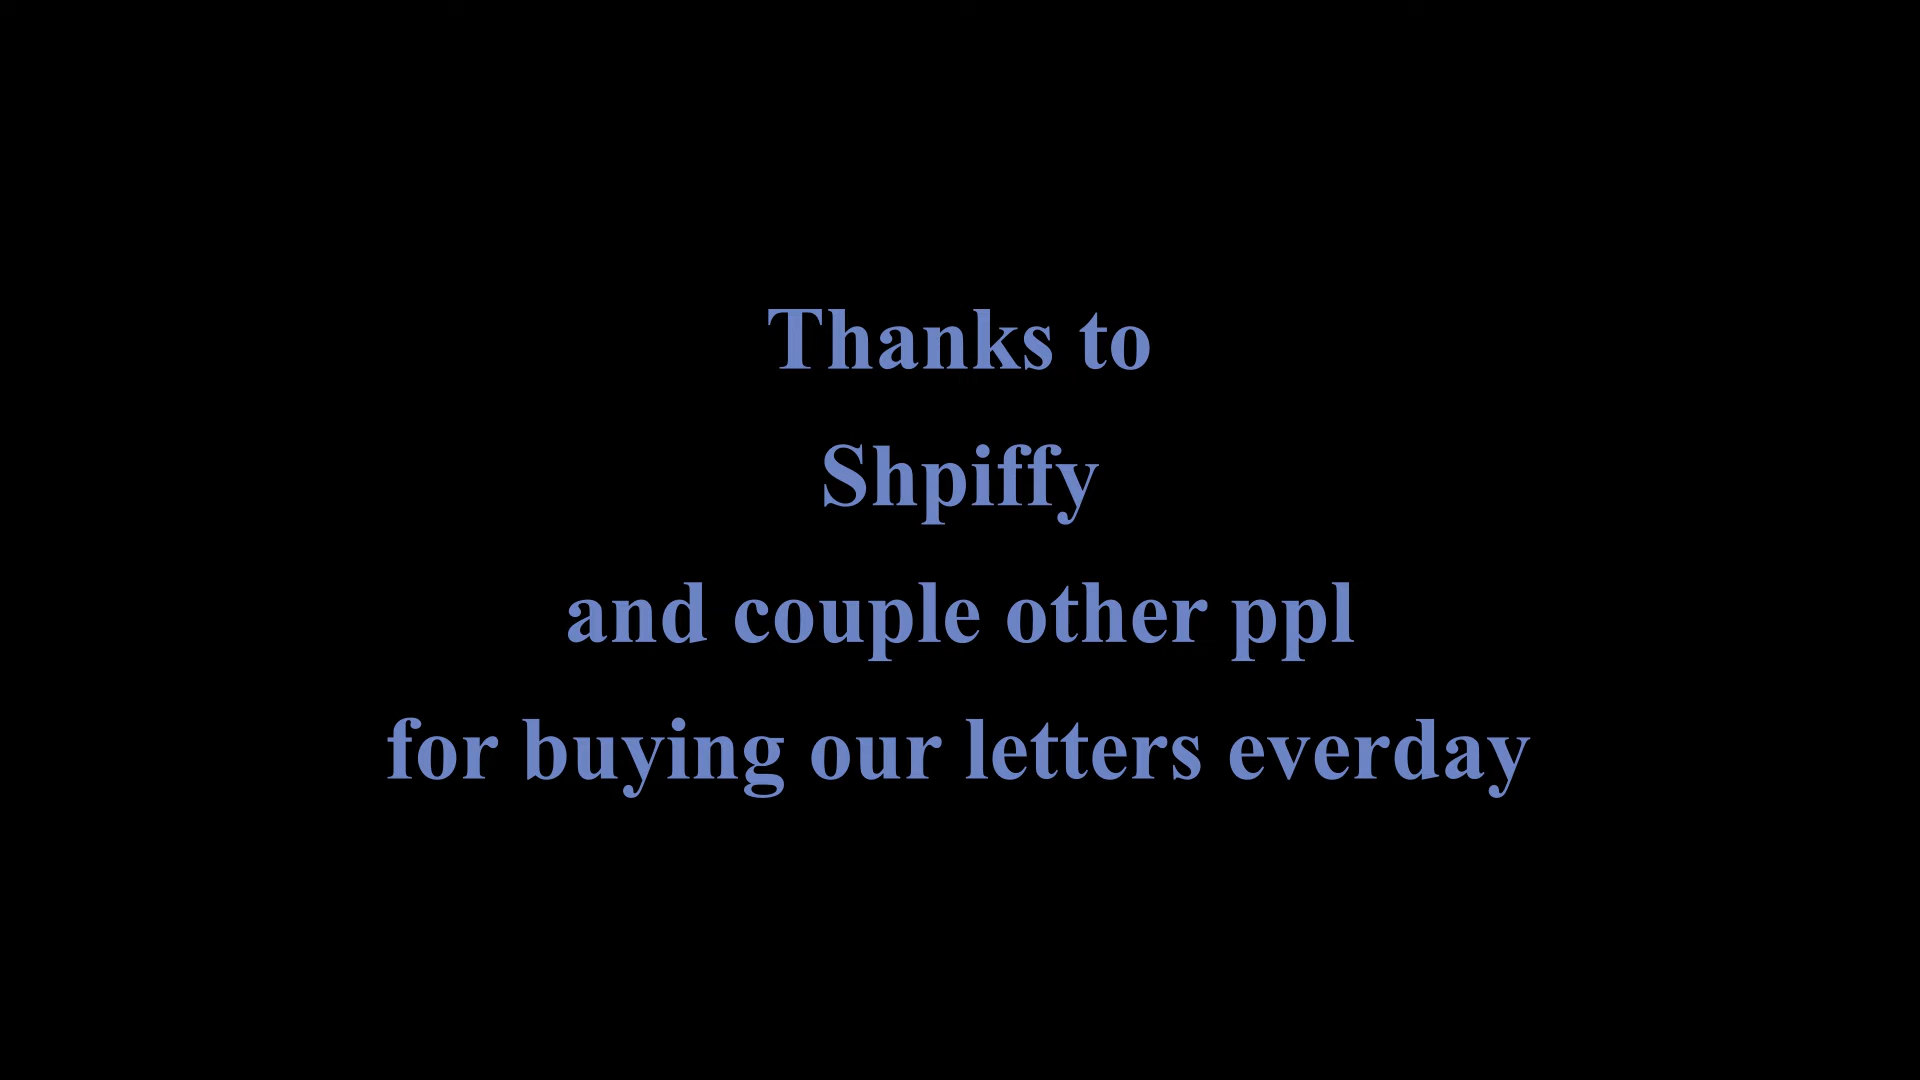 Thanks to
Shpiffy
and couple other ppl
for buying our letters everday